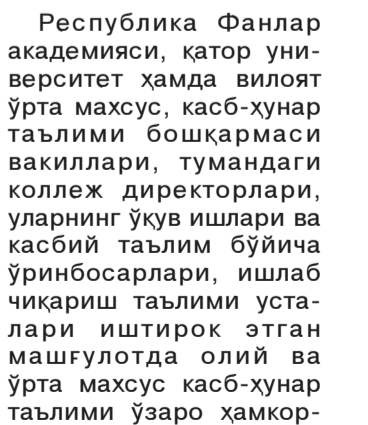 Республика Фанлар
академияси, қатор уни-
верситет ҳамда вилоят
ўрта махсус, касб-ҳунар
таълими бошқармаси
вакиллари, тумандаги
коллеж директорлари,
уларнинг ўқув ишлари ва
касбий таълим бўйича
ўринбосарлари, ишлаб
чиқариш таълими уста-
лари иштирок этган
машғулотда олий ва
ўрта махсус касб-ҳунар
таълими ўзаро ҳамкор-